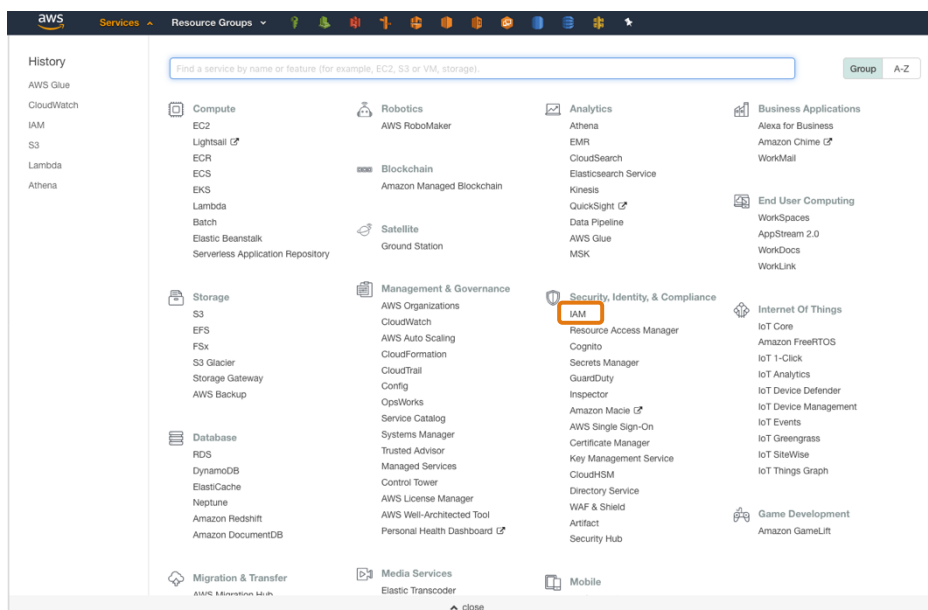 aws
Services
Resource Groups
History
AWS Glue
CloudWatch
IAM
S3
Lambda
Athena
Find a service by name or feature (for example, EC2, S3 or VM, storage).
Group
A-Z
Compute
EC2
Lightsail
ECR
ECS
EKS
Lambda
Batch
Elastic Beanstalk
Serverless Application Repository
Storage
S3
EFS
FSx
S3 Glacier
Storage Gateway
AWS Backup
Database
RDS
DynamoDB
ElastiCache
Neptune
Amazon Redshift
Amazon DocumentDB
Migration & Transfer
AWS Migration Hub
Robotics
AWS RoboMaker
Blockchain
Amazon Managed Blockchain
Satellite
Ground Station
Management & Governance
AWS Organizations
CloudWatch
AWS Auto Scaling
CloudFormation
CloudTrail
Config
OpsWorks
Service Catalog
Systems Manager
Trusted Advisor
Managed Services
Control Tower
AWS License Manager
AWS Well-Architected Tool
Personal Health Dashboard
Media Services
Elastic Transcoder
Analytics
Athena
EMR
CloudSearch
Elasticsearch Service
Kinesis
QuickSight
Data Pipeline
AWS Glue
MSK
Security, Identity, & Compliance
IAM
Resource Access Manager
Cognito
Secrets Manager
GuardDuty
Inspector
Amazon Macie
AWS Single Sign-On
Certificate Manager
Key Management Service
CloudHSM
Directory Service
WAF & Shield
Artifact
Security Hub
Mobile
Business Applications
Alexa for Business
Amazon Chime
WorkMail
End User Computing
WorkSpaces
AppStream 2.0
WorkDocs
WorkLink
Internet Of Things
IoT Core
Amazon FreeRTOS
IoT 1-Click
IoT Analytics
IoT Device Defender
IoT Device Management
IoT Events
IoT Greengrass
IoT SiteWise
IoT Things Graph
Game Development
Amazon GameLift
close